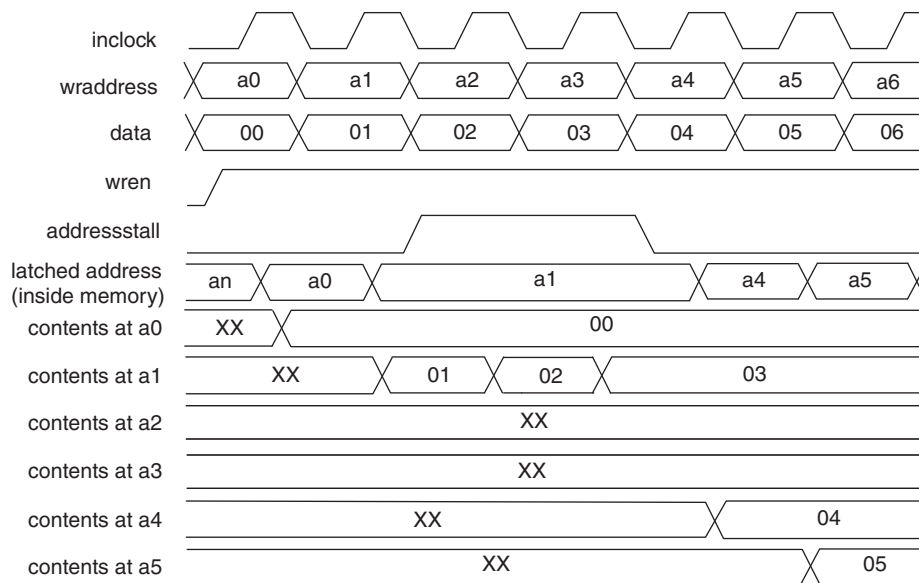 inclock
wraddress a0 a1 a2 a3 a4 a5 a6
data 00 01 02 03 04 05 06
wren
addressstall
latched address
(inside memory) an a0 a1 a4 a5
contents at a0 XX 00
contents at a1 XX 01 02 03
contents at a2 XX
contents at a3 XX
contents at a4 XX 04
contents at a5 XX 05